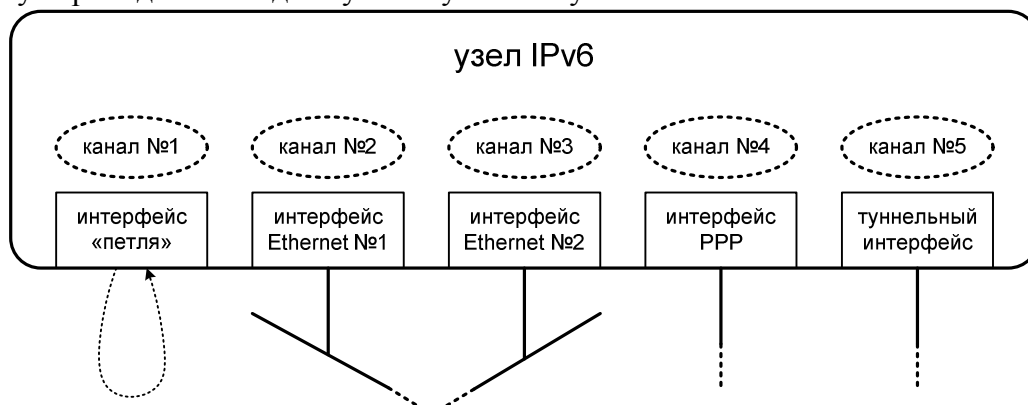 узел IPv6
канал №1 канал №2 канал №3 канал №4 канал №5
интерфейс «петля»
интерфейс Ethernet №1
интерфейс Ethernet №2
интерфейс PPP
туннельный интерфейс